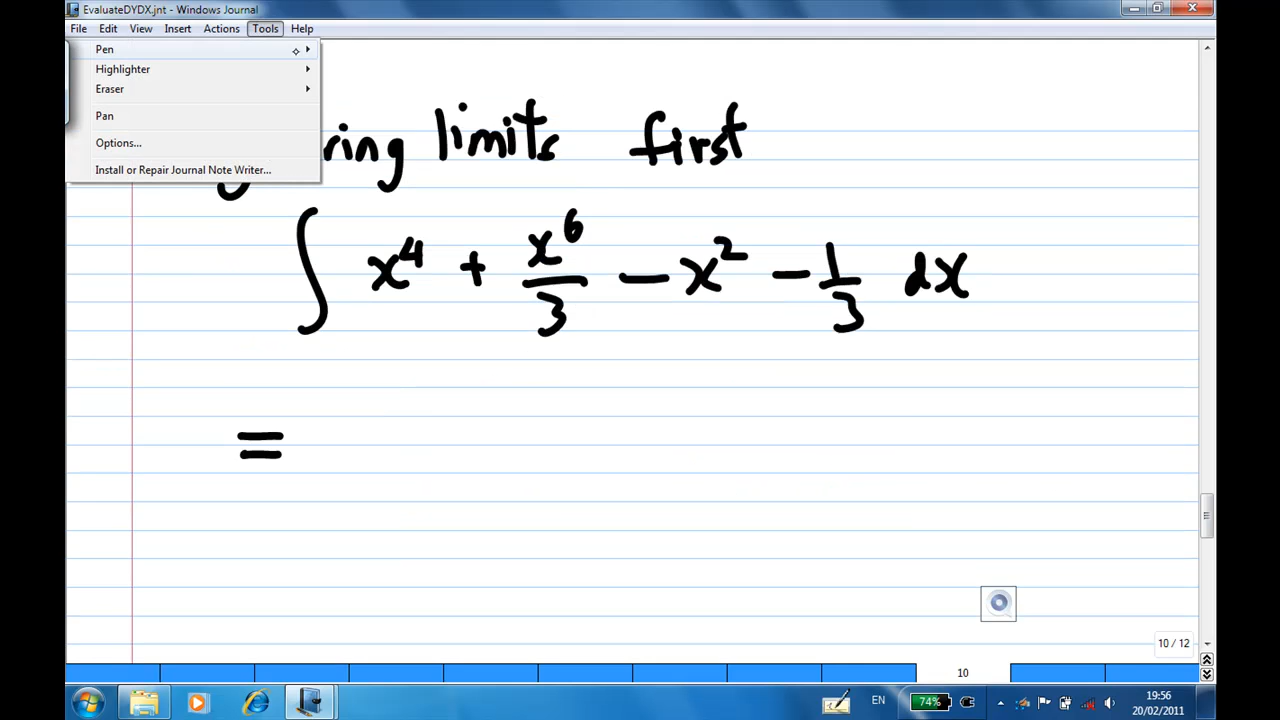 EvaluateDYDX.jnt - Windows Journal
File Edit View Insert Actions Tools Help
Pen
Highlighter
Eraser
Pan
Options...
Install or Repair Journal Note Writer...
limits first
∫ x⁴ + x⁶/3 − x² − 1/3 dx
=
10 / 12
10
EN 74% 19:56
20/02/2011